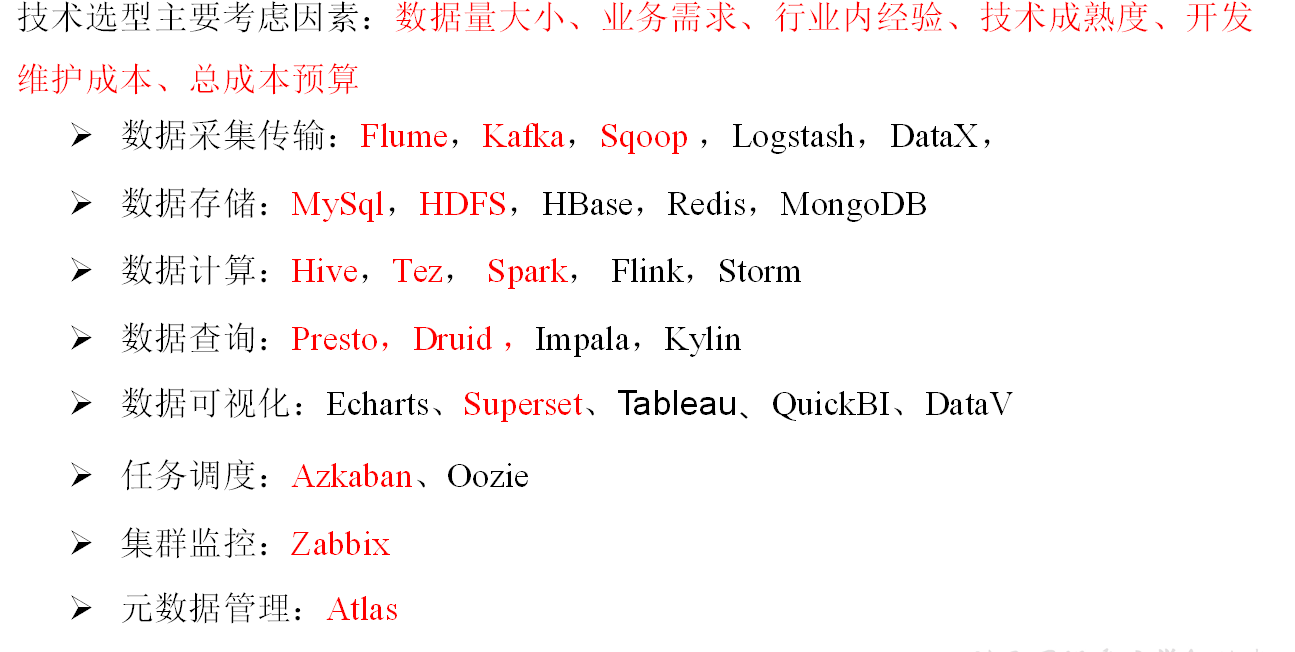 技术选型主要考虑因素：数据量大小、业务需求、行业内经验、技术成熟度、开发
维护成本、总成本预算
➢ 数据采集传输：Flume，Kafka，Sqoop ，Logstash，DataX，
➢ 数据存储：MySql，HDFS，HBase，Redis，MongoDB
➢ 数据计算：Hive，Tez， Spark， Flink，Storm
➢ 数据查询：Presto，Druid ，Impala，Kylin
➢ 数据可视化：Echarts、Superset、Tableau、QuickBI、DataV
➢ 任务调度：Azkaban、Oozie
➢ 集群监控：Zabbix
➢ 元数据管理：Atlas